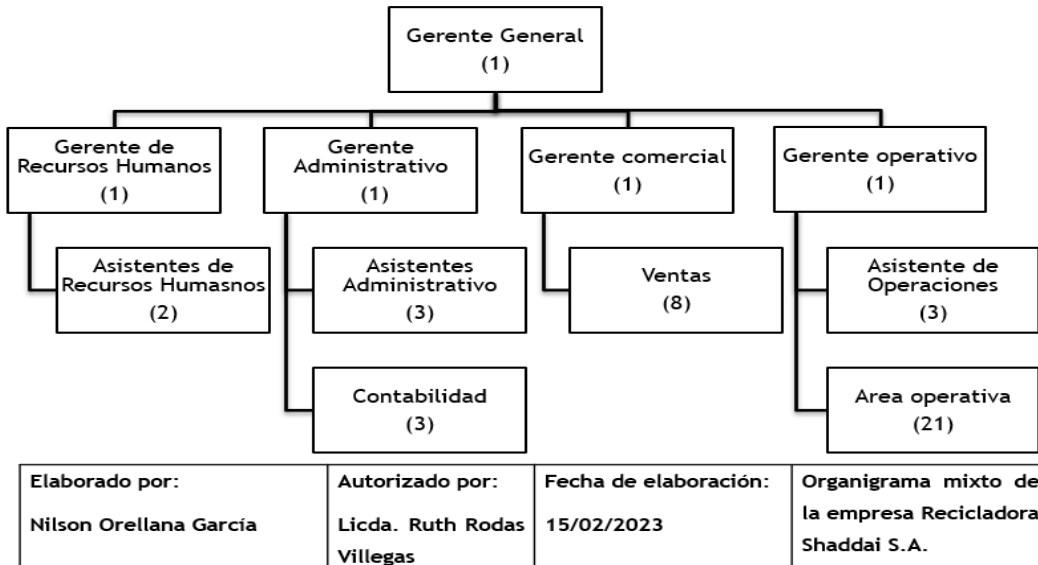 Gerente General
(1)
Gerente de
Recursos Humanos
(1)
Gerente
Administrativo
(1)
Gerente comercial
(1)
Gerente operativo
(1)
Asistentes de
Recursos Humasnos
(2)
Asistentes
Administrativo
(3)
Ventas
(8)
Asistente de
Operaciones
(3)
Contabilidad
(3)
Area operativa
(21)
Elaborado por:
Nilson Orellana García
Autorizado por:
Licda. Ruth Rodas
Villegas
Fecha de elaboración:
15/02/2023
Organigrama mixto de
la empresa Recicladora
Shaddai S.A.